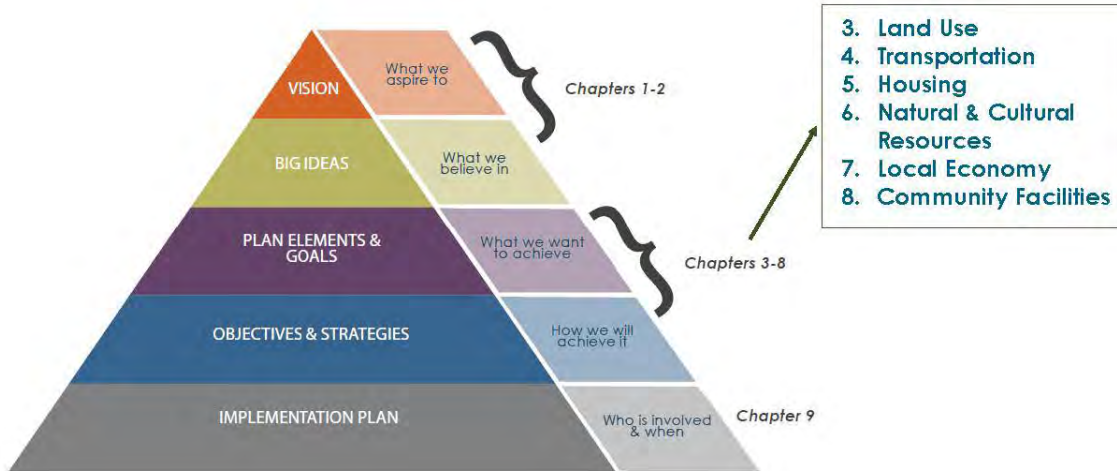 VISION
What we
aspire to
Chapters 1-2
BIG IDEAS
What we
believe in
PLAN ELEMENTS &
GOALS
What we want
to achieve
Chapters 3-8
OBJECTIVES & STRATEGIES
How we will
achieve it
IMPLEMENTATION PLAN
Who is involved
& when
Chapter 9
3. Land Use
4. Transportation
5. Housing
6. Natural & Cultural
Resources
7. Local Economy
8. Community Facilities